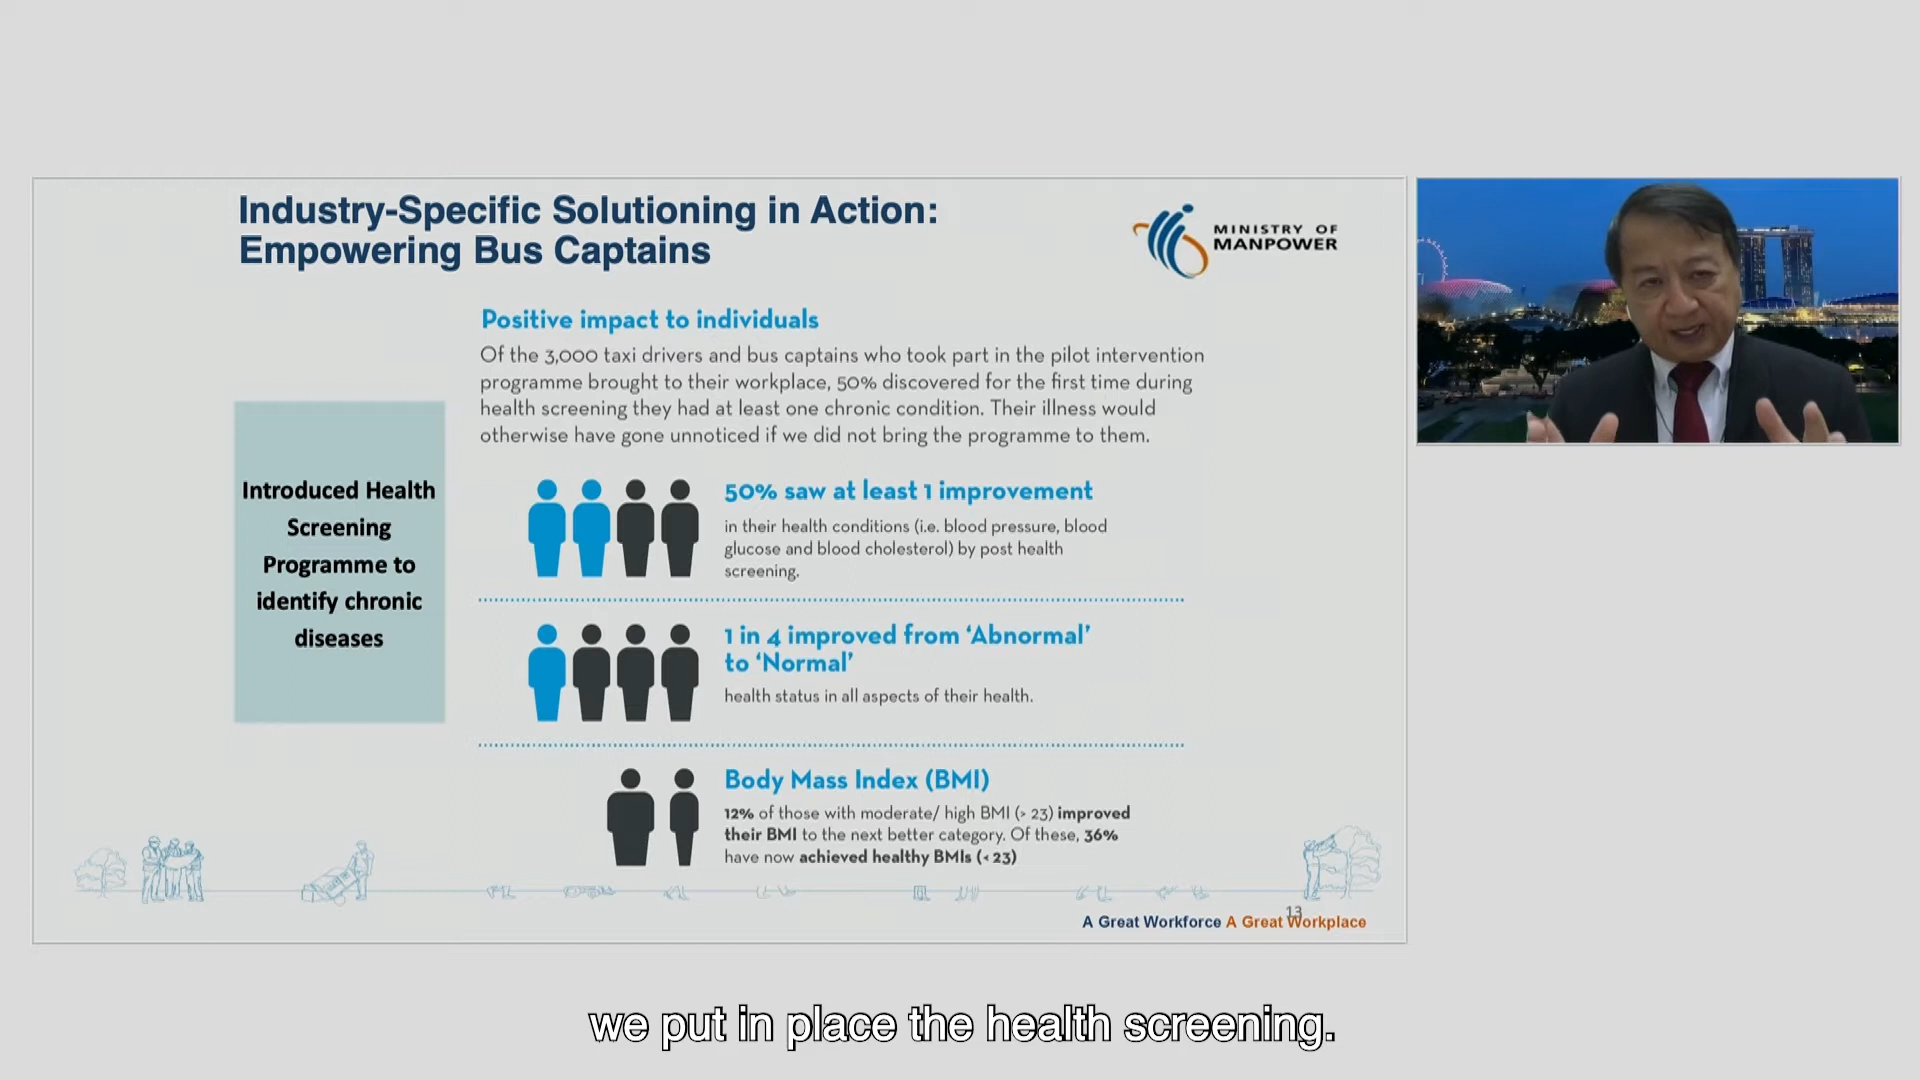 Industry-Specific Solutioning in Action:
Empowering Bus Captains
MINISTRY OF
MANPOWER
Positive impact to individuals
Of the 3,000 taxi drivers and bus captains who took part in the pilot intervention
programme brought to their workplace, 50% discovered for the first time during
health screening they had at least one chronic condition. Their illness would
otherwise have gone unnoticed if we did not bring the programme to them.
Introduced Health
Screening
Programme to
identify chronic
diseases
50% saw at least 1 improvement
in their health conditions (i.e. blood pressure, blood
glucose and blood cholesterol) by post health
screening.
1 in 4 improved from ‘Abnormal’
to ‘Normal’
health status in all aspects of their health.
Body Mass Index (BMI)
12% of those with moderate/ high BMI (> 23) improved
their BMI to the next better category. Of these, 36%
have now achieved healthy BMIs (< 23)
13
A Great Workforce A Great Workplace
we put in place the health screening.